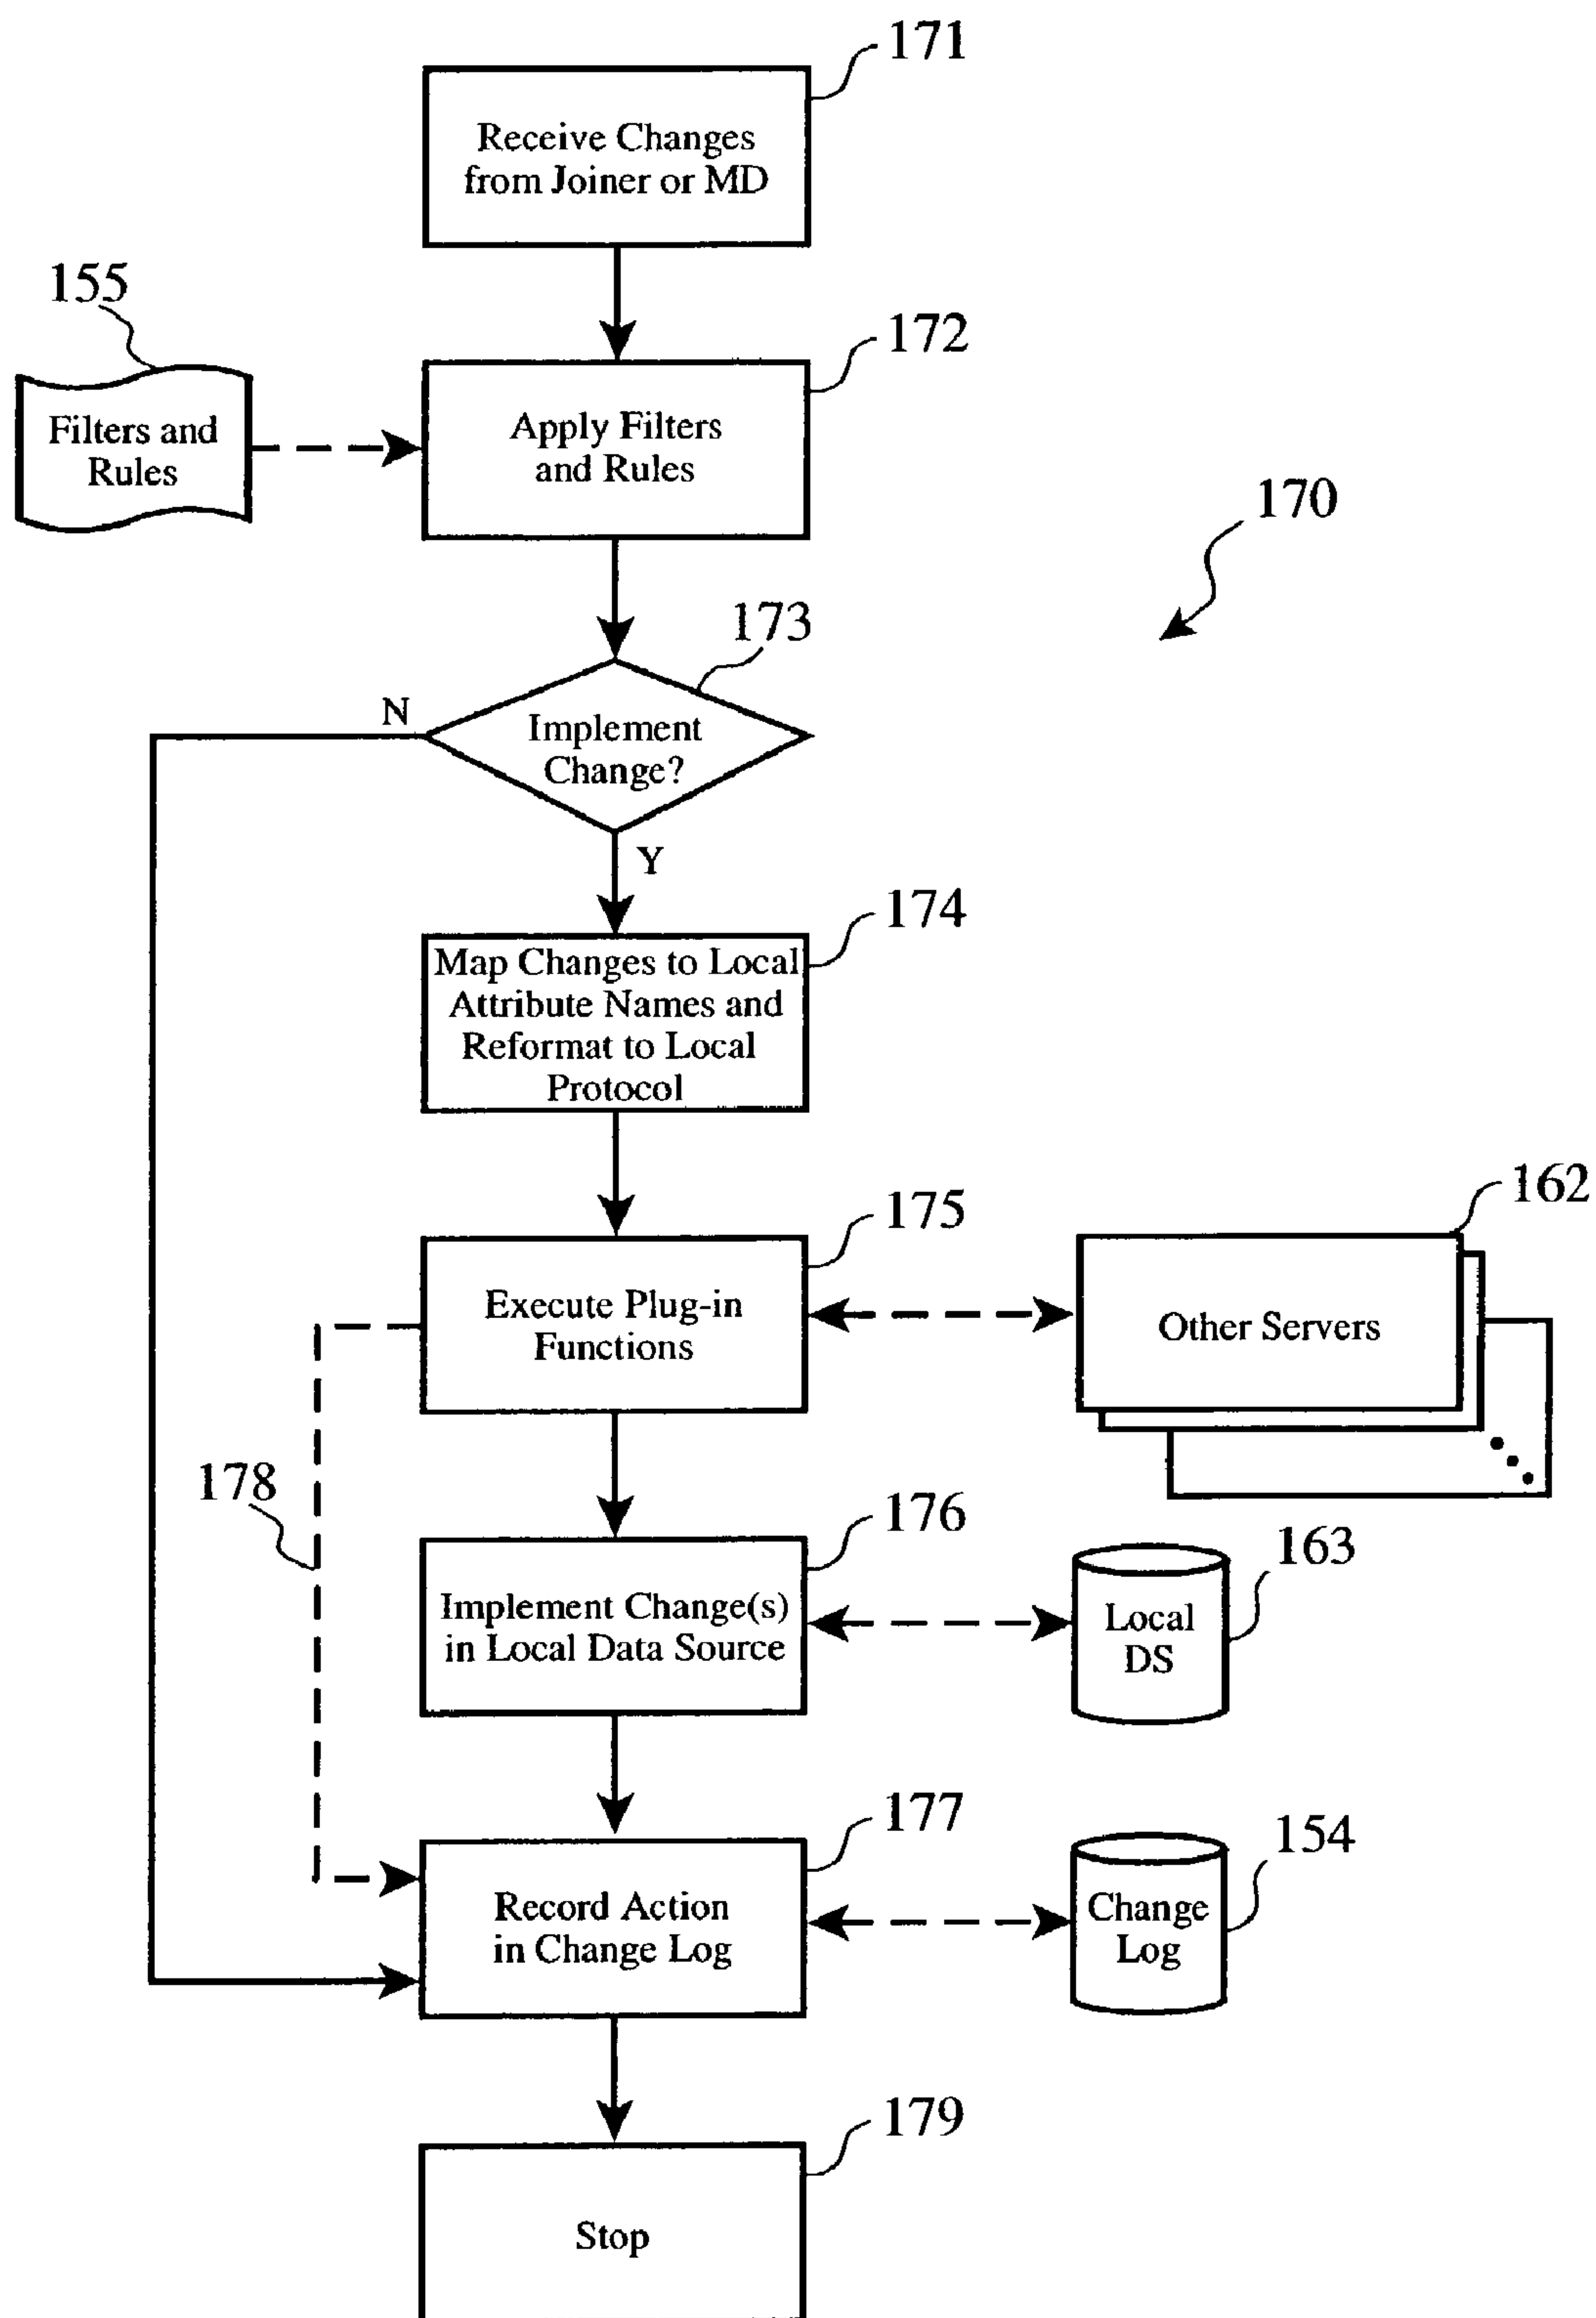 171
Receive Changes
from Joiner or MD
155
172
Filters and
Rules
Apply Filters
and Rules
170
173
N
Implement
Change?
Y
174
Map Changes to Local
Attribute Names and
Reformat to Local
Protocol
162
175
Execute Plug-in
Functions
Other Servers
178
176
163
Implement Change(s)
in Local Data Source
Local
DS
177
154
Record Action
in Change Log
Change
Log
179
Stop